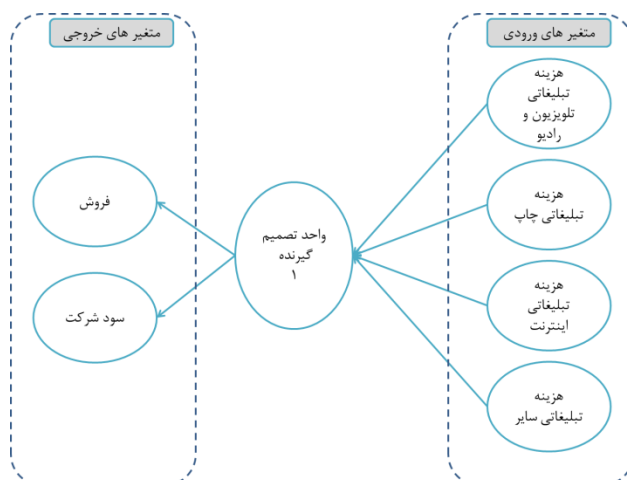 متغیر های ورودی
هزینه
تبلیغاتی
تلویزیون و
رادیو
هزینه
تبلیغاتی چاپ
هزینه
تبلیغاتی
اینترنت
هزینه
تبلیغاتی سایر
واحد تصمیم
گیرنده
۱
متغیر های خروجی
فروش
سود شرکت